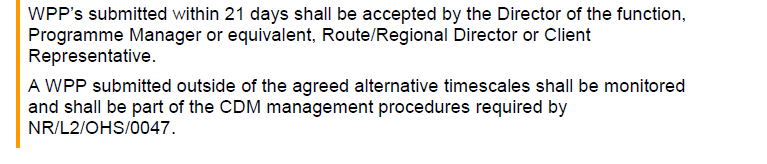 WPP’s submitted within 21 days shall be accepted by the Director of the function,
Programme Manager or equivalent, Route/Regional Director or Client
Representative.
A WPP submitted outside of the agreed alternative timescales shall be monitored
and shall be part of the CDM management procedures required by
NR/L2/OHS/0047.